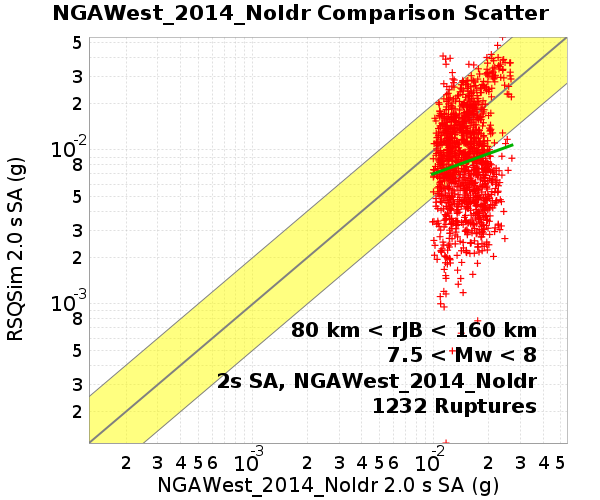 NGAWest_2014_NoIdr Comparison Scatter
5
3
2
10-2
8
5
3
2
10-3
8
5
3
2
RSQSim 2.0 s SA (g)
80 km < rJB < 160 km
7.5 < Mw < 8
2s SA, NGAWest_2014_NoIdr
1232 Ruptures
2 3 4 5 6 10-3 2 3 4 5 6 10-2 2 3 4 5
NGAWest_2014_NoIdr 2.0 s SA (g)